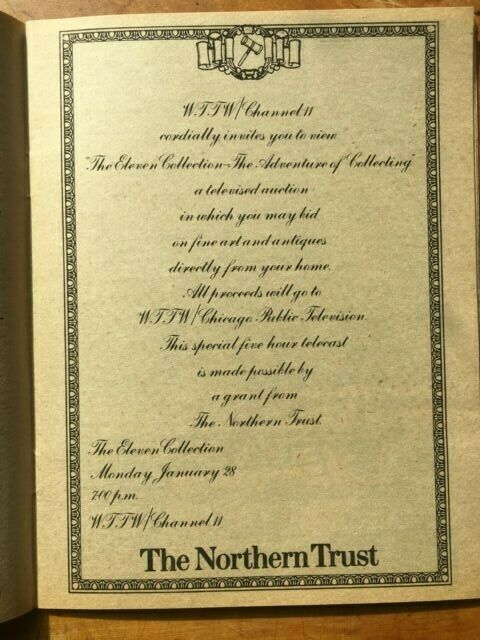 WTTW/Channel 11
cordially invites you to view
"The Eleven Collection—The Adventure of Collecting"
a televised auction
in which you may bid
on fine art and antiques
directly from your home.
All proceeds will go to
WTTW/Chicago Public Television.
This special five hour telecast
is made possible by
a grant from
The Northern Trust.
The Eleven Collection
Monday January 28
7:00 p.m.
WTTW/Channel 11
The Northern Trust